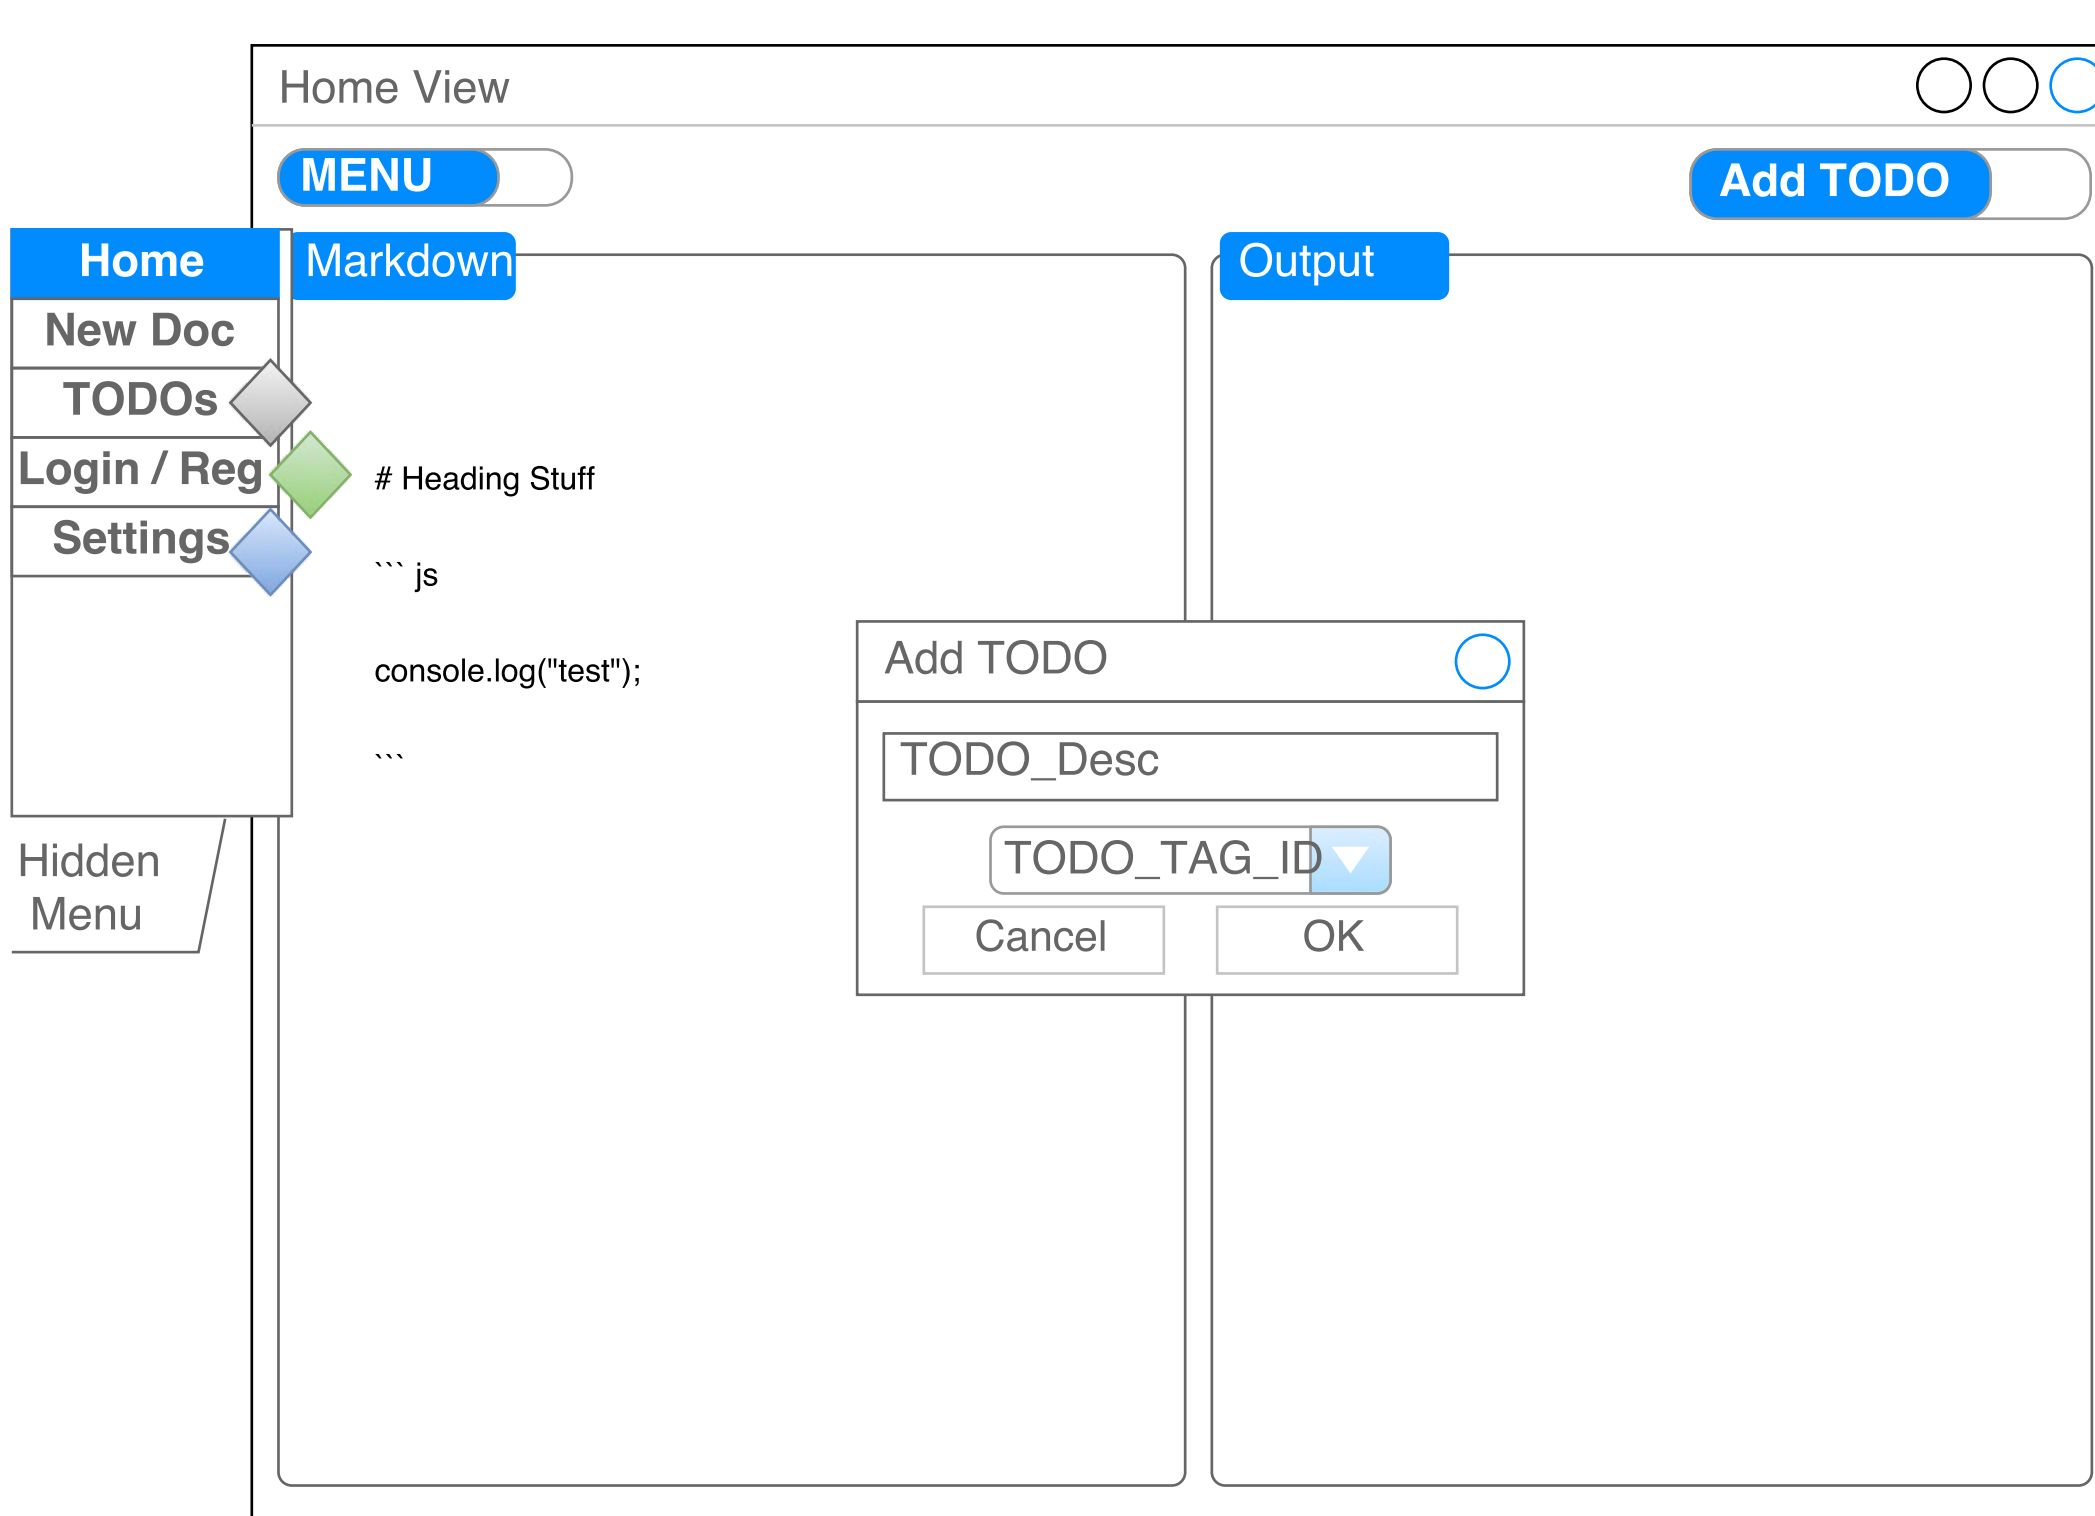 Home View
MENU
Add TODO
Home
New Doc
TODOs
Login / Reg
Settings
Hidden
Menu
Markdown
# Heading Stuff
``` js
console.log("test");
```
Output
Add TODO
TODO_Desc
TODO_TAG_ID
Cancel
OK